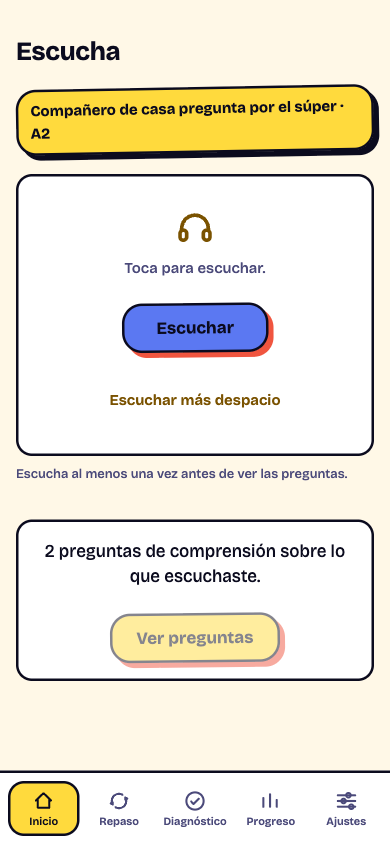 Escucha
Compañero de casa pregunta por el súper ·
A2
Toca para escuchar.
Escuchar
Escuchar más despacio
Escucha al menos una vez antes de ver las preguntas.
2 preguntas de comprensión sobre lo
que escuchaste.
Ver preguntas
Inicio
Repaso
Diagnóstico
Progreso
Ajustes